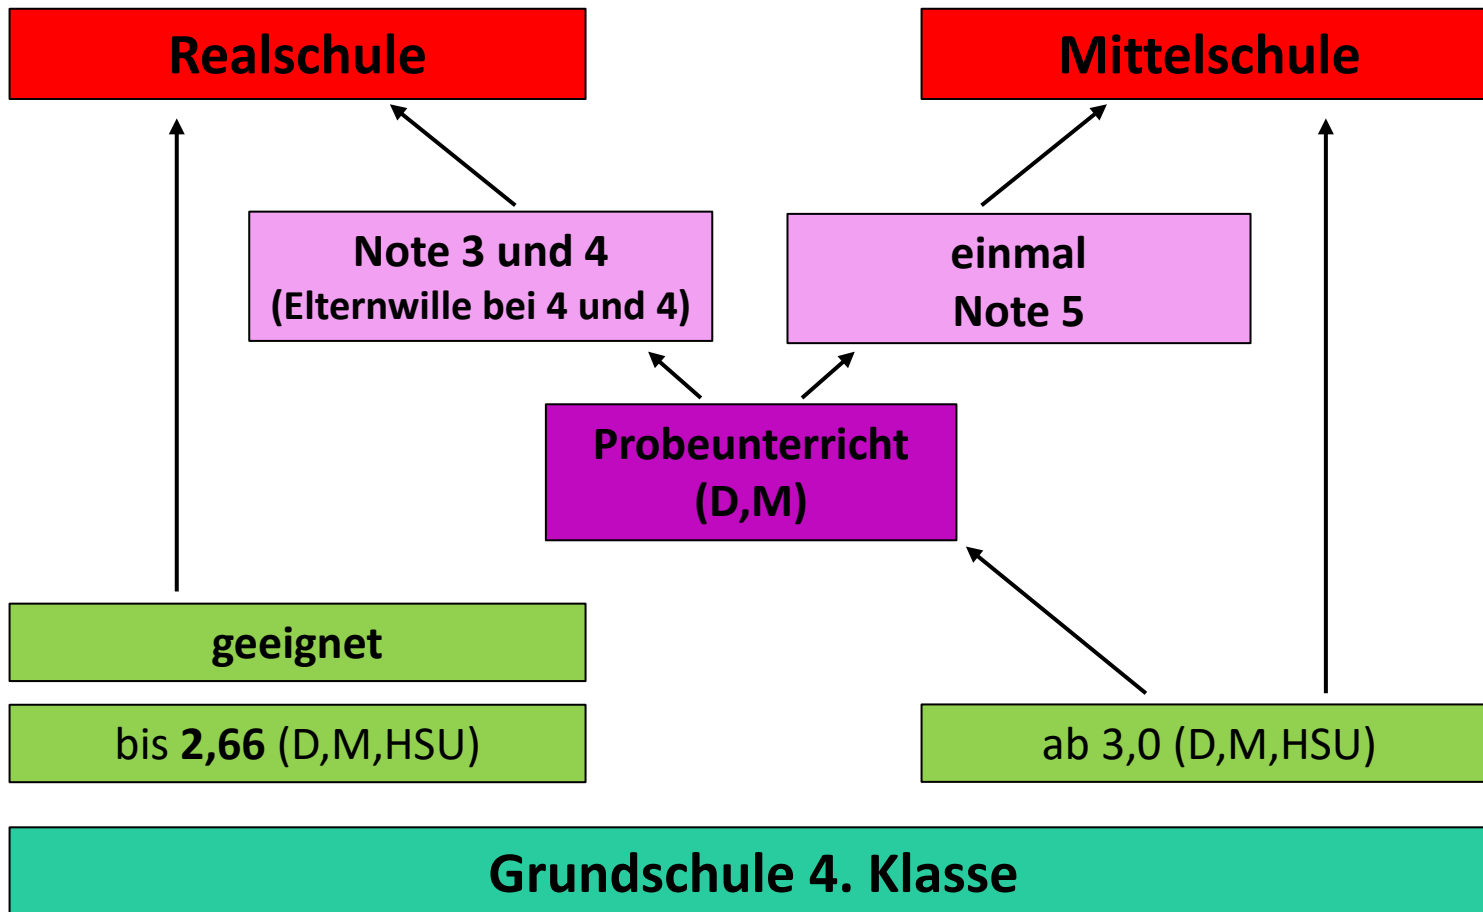 Realschule
Mittelschule
Note 3 und 4
(Elternwille bei 4 und 4)
einmal
Note 5
Probeunterricht
(D,M)
geeignet
bis 2,66 (D,M,HSU)
ab 3,0 (D,M,HSU)
Grundschule 4. Klasse